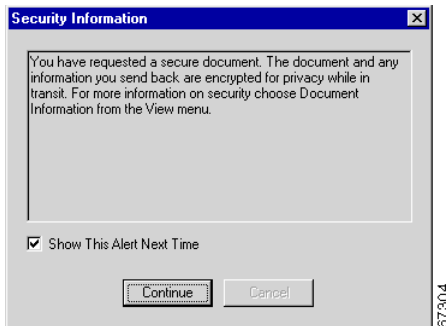 Security Information
You have requested a secure document. The document and any
information you send back are encrypted for privacy while in
transit. For more information on security choose Document
Information from the View menu.
Show This Alert Next Time
Continue
Cancel
67304